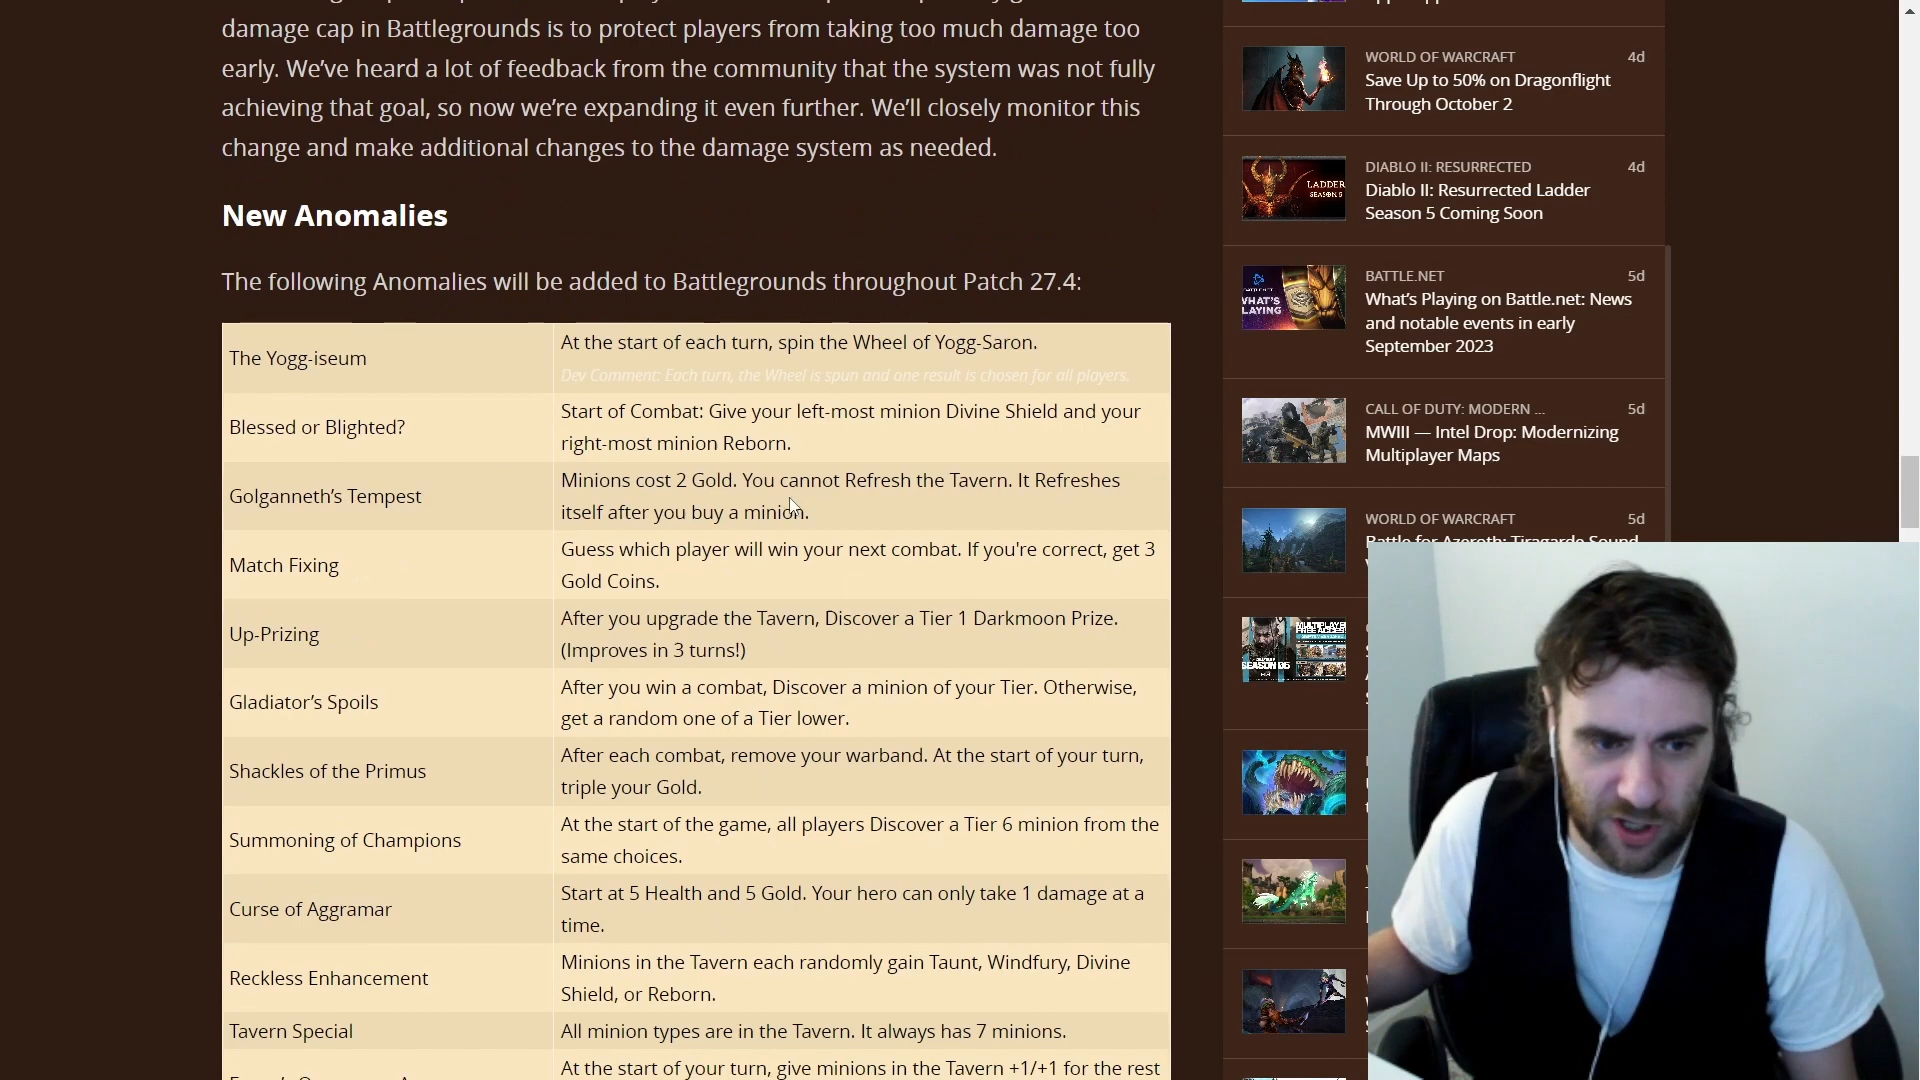 damage cap in Battlegrounds is to protect players from taking too much damage too
early. We’ve heard a lot of feedback from the community that the system was not fully
achieving that goal, so now we’re expanding it even further. We’ll closely monitor this
change and make additional changes to the damage system as needed.
New Anomalies
The following Anomalies will be added to Battlegrounds throughout Patch 27.4:
The Yogg-iseum
At the start of each turn, spin the Wheel of Yogg-Saron.
Dev Comment: Each turn, the Wheel is spun and one result is chosen for all players.
Blessed or Blighted?
Start of Combat: Give your left-most minion Divine Shield and your
right-most minion Reborn.
Golganneth’s Tempest
Minions cost 2 Gold. You cannot Refresh the Tavern. It Refreshes
itself after you buy a minion.
Match Fixing
Guess which player will win your next combat. If you're correct, get 3
Gold Coins.
Up-Prizing
After you upgrade the Tavern, Discover a Tier 1 Darkmoon Prize.
(Improves in 3 turns!)
Gladiator’s Spoils
After you win a combat, Discover a minion of your Tier. Otherwise,
get a random one of a Tier lower.
Shackles of the Primus
After each combat, remove your warband. At the start of your turn,
triple your Gold.
Summoning of Champions
At the start of the game, all players Discover a Tier 6 minion from the
same choices.
Curse of Aggramar
Start at 5 Health and 5 Gold. Your hero can only take 1 damage at a
time.
Reckless Enhancement
Minions in the Tavern each randomly gain Taunt, Windfury, Divine
Shield, or Reborn.
Tavern Special
All minion types are in the Tavern. It always has 7 minions.
At the start of your turn, give minions in the Tavern +1/+1 for the rest
WORLD OF WARCRAFT 4d
Save Up to 50% on Dragonflight
Through October 2
LADDER
SEASON 5
DIABLO II: RESURRECTED 4d
Diablo II: Resurrected Ladder
Season 5 Coming Soon
WHAT'S
PLAYING
BATTLE.NET 5d
What’s Playing on Battle.net: News
and notable events in early
September 2023
CALL OF DUTY: MODERN ... 5d
MWIII — Intel Drop: Modernizing
Multiplayer Maps
WORLD OF WARCRAFT 5d
Battle for Azeroth: Tiragarde Sound
MULTIPLAYER
FREE ACCESS
SEASON 05